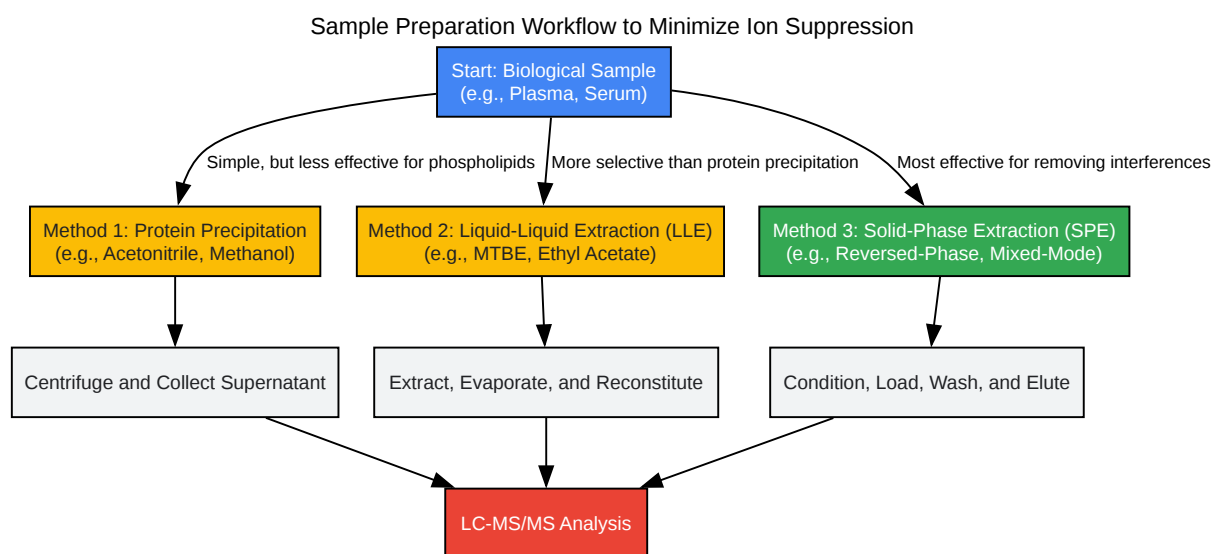 Sample Preparation Workflow to Minimize Ion Suppression
Start: Biological Sample
(e.g., Plasma, Serum)
Simple, but less effective for phospholipids
More selective than protein precipitation
Most effective for removing interferences
Method 1: Protein Precipitation
(e.g., Acetonitrile, Methanol)
Method 2: Liquid-Liquid Extraction (LLE)
(e.g., MTBE, Ethyl Acetate)
Method 3: Solid-Phase Extraction (SPE)
(e.g., Reversed-Phase, Mixed-Mode)
Centrifuge and Collect Supernatant
Extract, Evaporate, and Reconstitute
Condition, Load, Wash, and Elute
LC-MS/MS Analysis